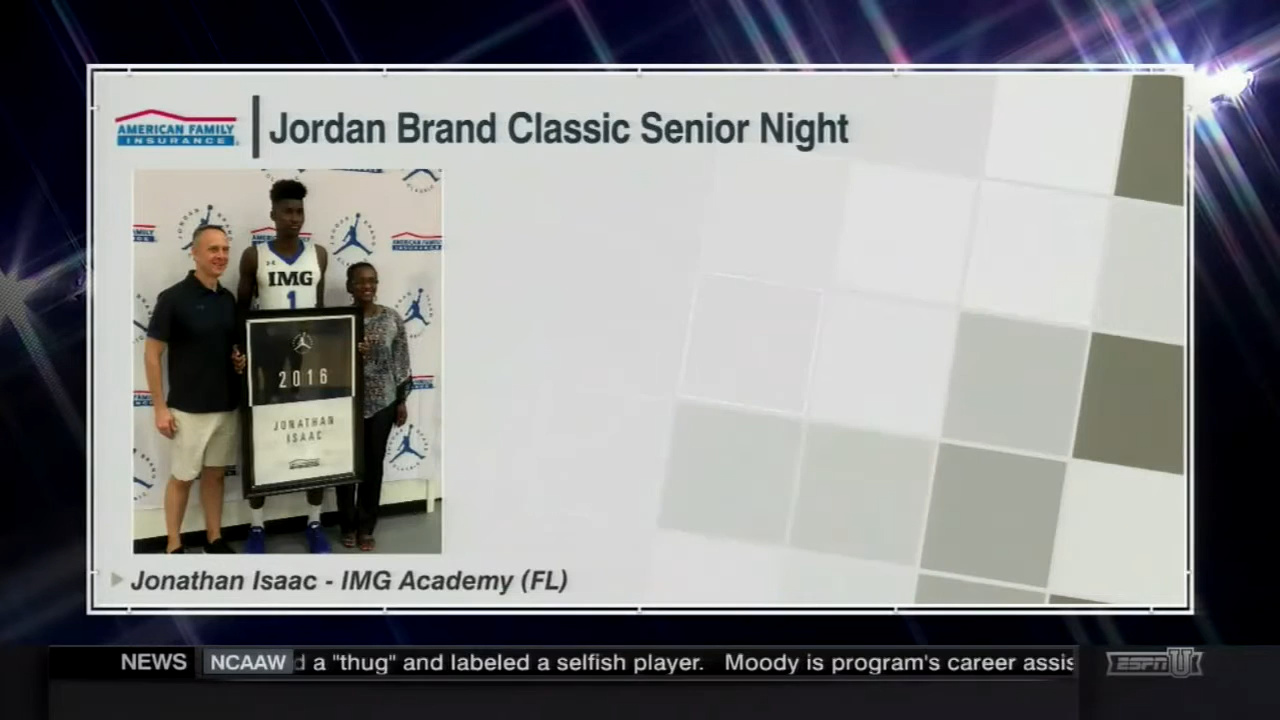 AMERICAN FAMILY
INSURANCE
Jordan Brand Classic Senior Night
IMG
1
2016
JONATHAN
ISAAC
Jonathan Isaac - IMG Academy (FL)
NEWS
NCAAW
d a "thug" and labeled a selfish player. Moody is program's career assis
ESPN U